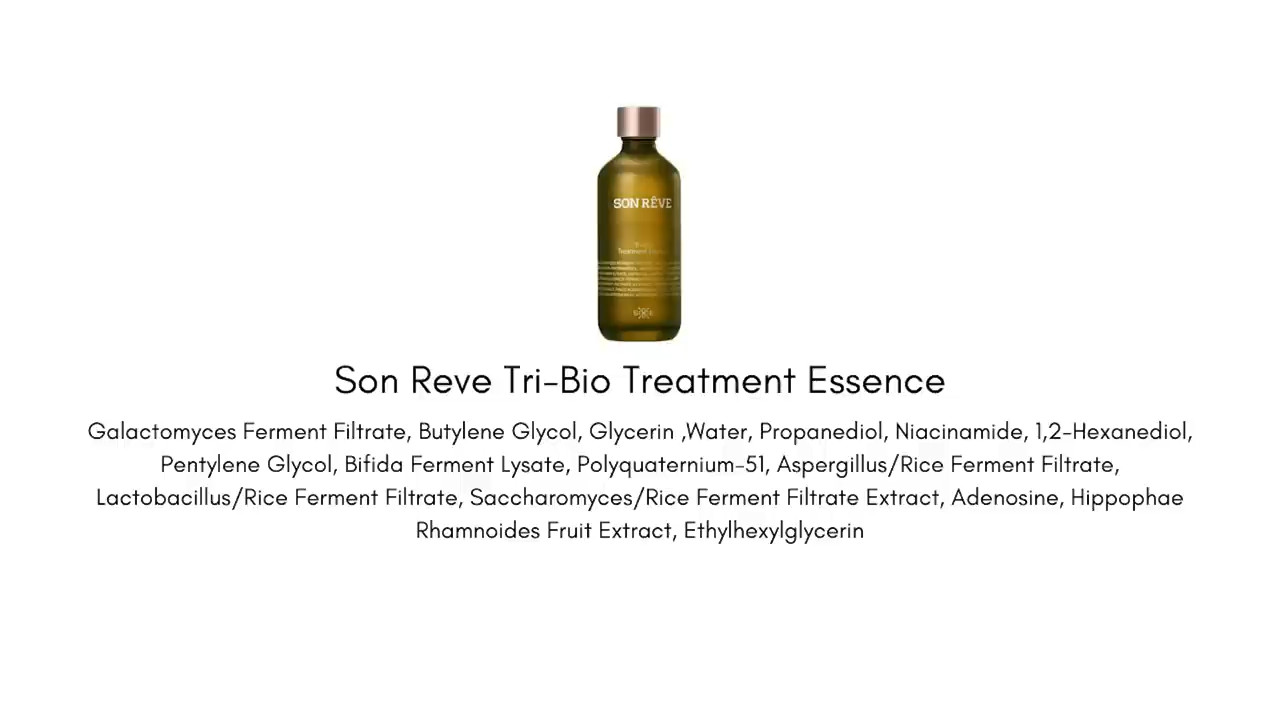 SON RÊVE
Treatment
Son Reve Tri-Bio Treatment Essence
Galactomyces Ferment Filtrate, Butylene Glycol, Glycerin ,Water, Propanediol, Niacinamide, 1,2-Hexanediol,
Pentylene Glycol, Bifida Ferment Lysate, Polyquaternium-51, Aspergillus/Rice Ferment Filtrate,
Lactobacillus/Rice Ferment Filtrate, Saccharomyces/Rice Ferment Filtrate Extract, Adenosine, Hippophae
Rhamnoides Fruit Extract, Ethylhexylglycerin